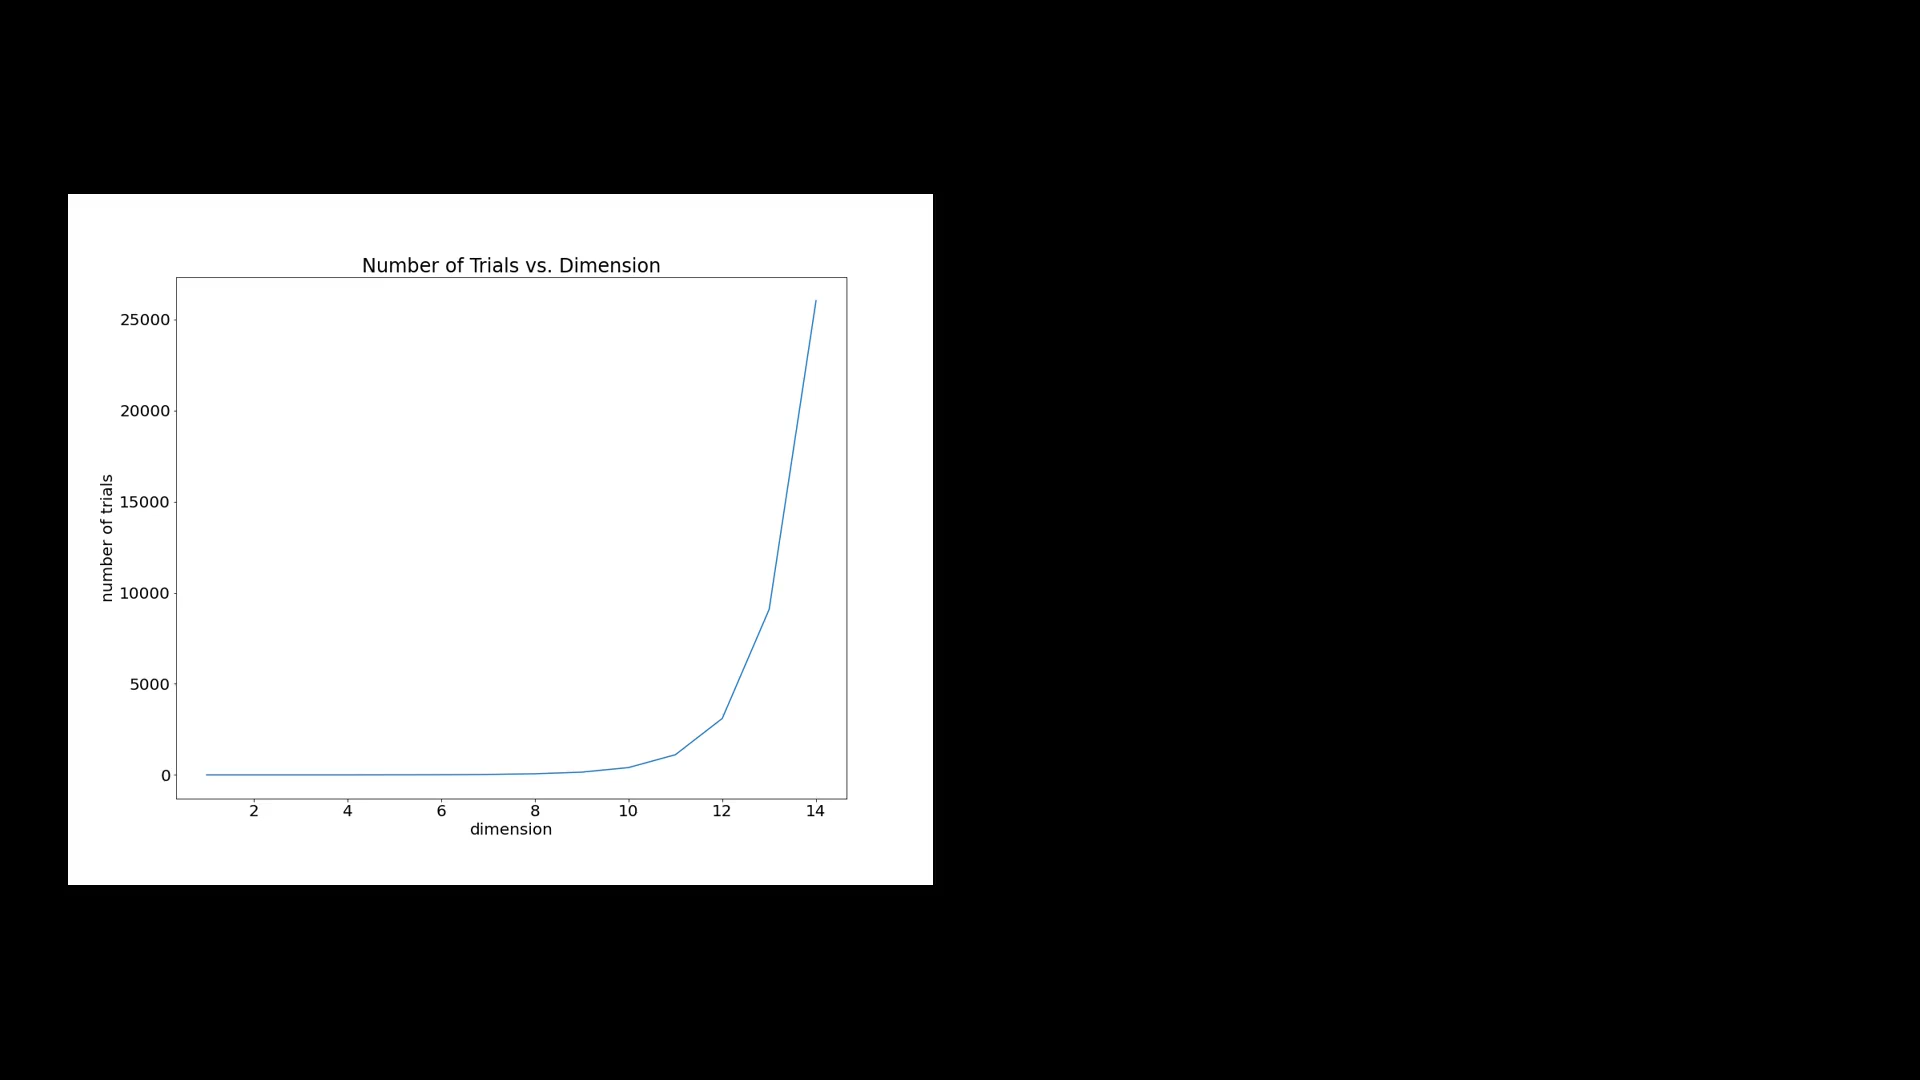 Number of Trials vs. Dimension
25000
20000
15000
10000
5000
0
number of trials
2 4 6 8 10 12 14
dimension